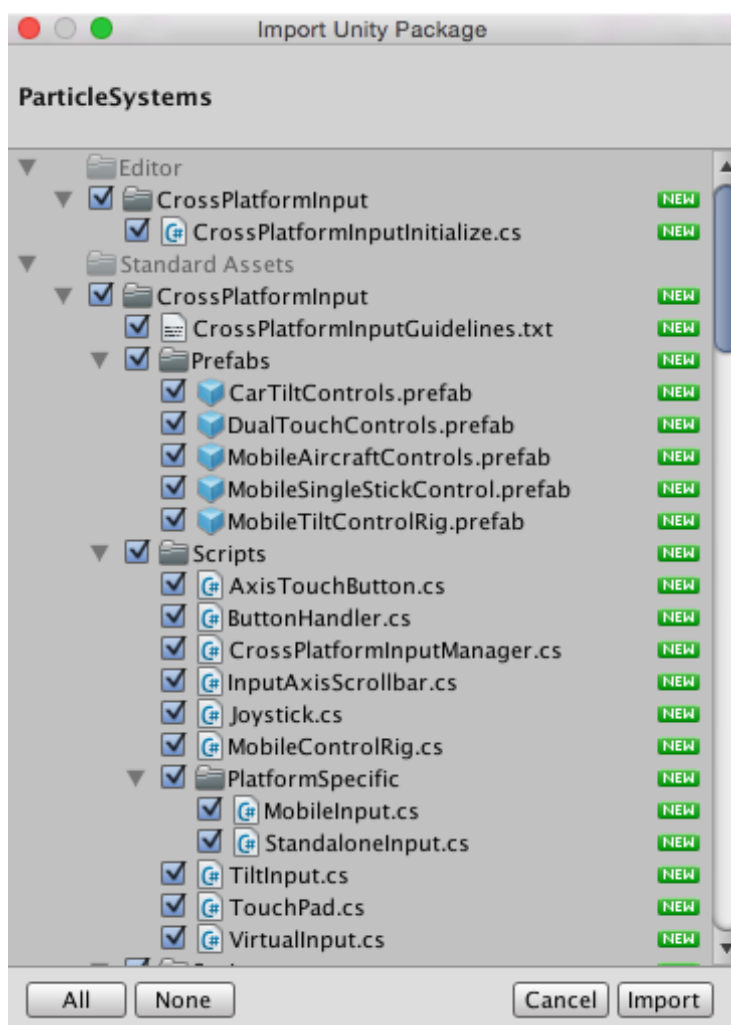 Import Unity Package
ParticleSystems
Editor
CrossPlatformInput NEW
CrossPlatformInputInitialize.cs NEW
Standard Assets
CrossPlatformInput NEW
CrossPlatformInputGuidelines.txt NEW
Prefabs NEW
CarTiltControls.prefab NEW
DualTouchControls.prefab NEW
MobileAircraftControls.prefab NEW
MobileSingleStickControl.prefab NEW
MobileTiltControlRig.prefab NEW
Scripts NEW
C# AxisTouchButton.cs NEW
C# ButtonHandler.cs NEW
C# CrossPlatformInputManager.cs NEW
C# InputAxisScrollbar.cs NEW
C# Joystick.cs NEW
C# MobileControlRig.cs NEW
PlatformSpecific NEW
C# MobileInput.cs NEW
C# StandaloneInput.cs NEW
C# TiltInput.cs NEW
C# TouchPad.cs NEW
C# VirtualInput.cs NEW
All None Cancel Import